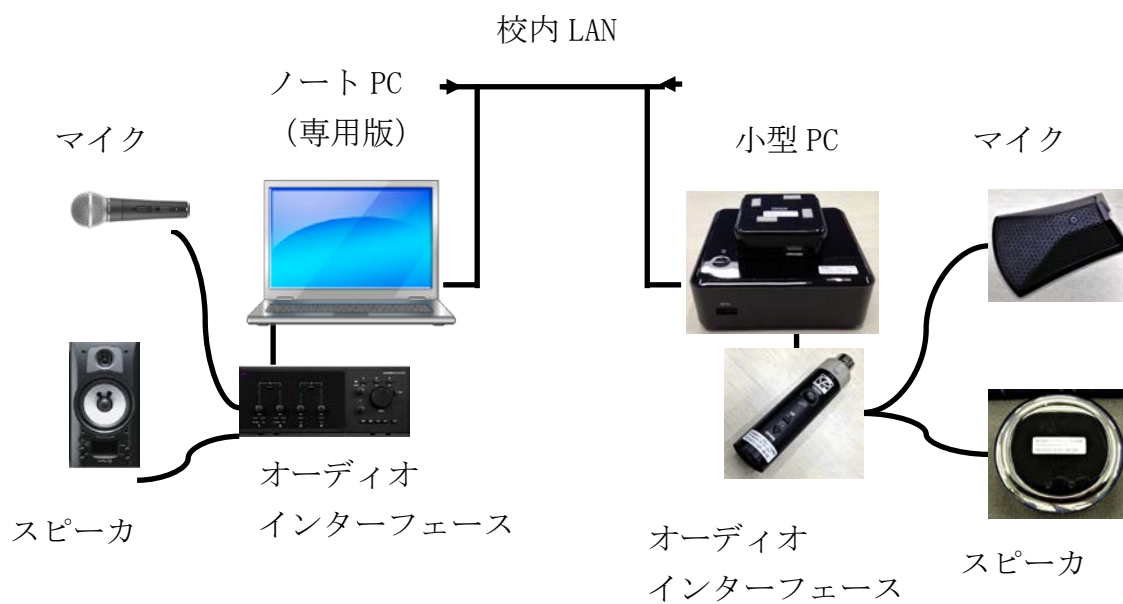 校内 LAN
ノート PC
（専用版）
マイク
小型 PC
マイク
オーディオ
インターフェース
スピーカ
オーディオ
インターフェース
スピーカ